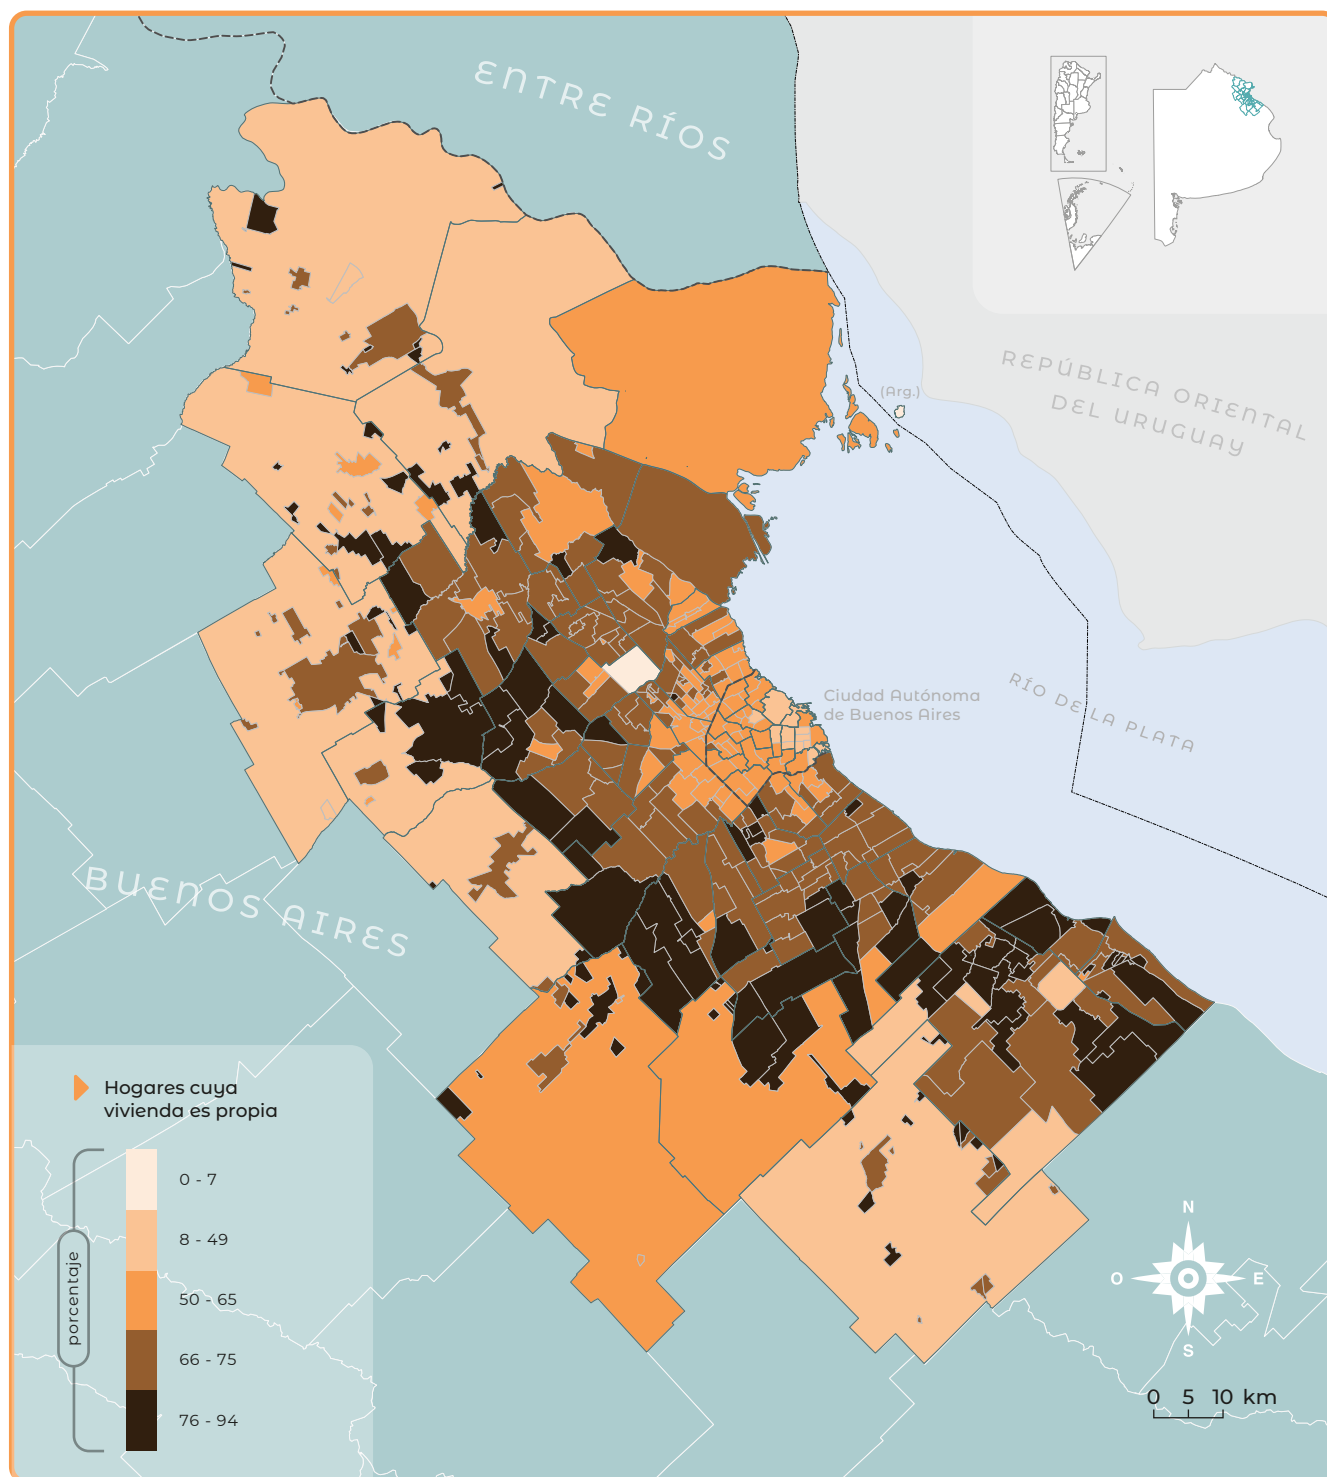 ENTRE RÍOS
(Arg.)
REPÚBLICA ORIENTAL
DEL URUGUAY
Ciudad Autónoma
de Buenos Aires
RÍO DE LA PLATA
BUENOS AIRES
Hogares cuya
vivienda es propia
porcentaje
0 - 7
8 - 49
50 - 65
66 - 75
76 - 94
N
O
E
S
0 5 10 km